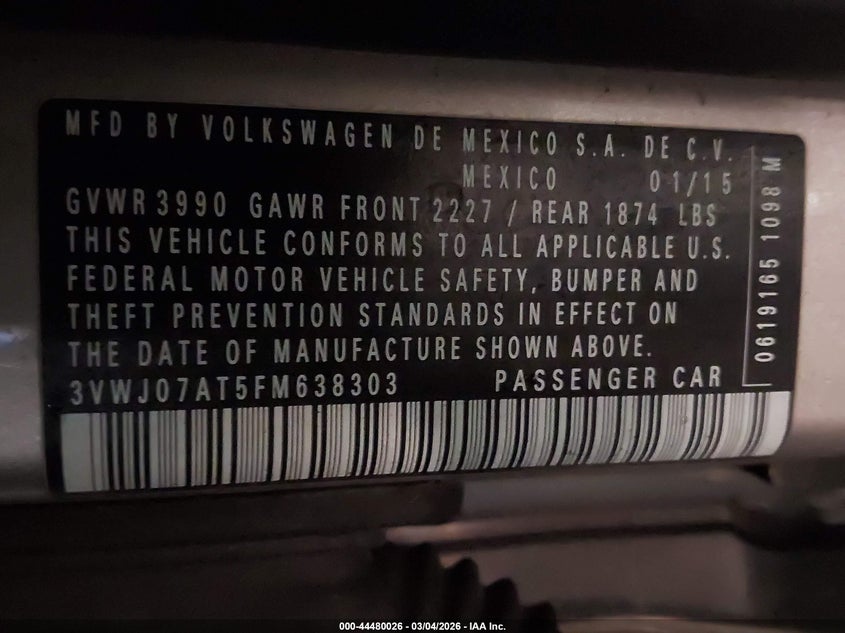 MFD BY VOLKSWAGEN DE MEXICO S.A. DE C.V.
MEXICO 01/15
GVWR 3990 GAWR FRONT 2227 / REAR 1874 LBS
THIS VEHICLE CONFORMS TO ALL APPLICABLE U.S.
FEDERAL MOTOR VEHICLE SAFETY, BUMPER AND
THEFT PREVENTION STANDARDS IN EFFECT ON
THE DATE OF MANUFACTURE SHOWN ABOVE.
3VWJ07AT5FM638303 PASSENGER CAR
0619165 1098 M
000-44480026 - 03/04/2026 - IAA Inc.